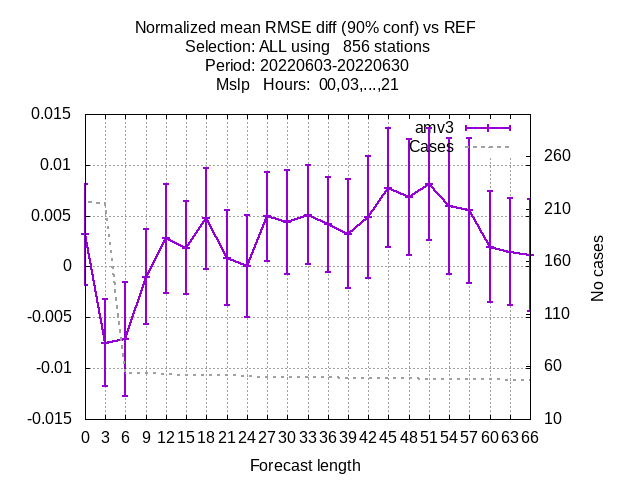 Normalized mean RMSE diff (90% conf) vs REF
Selection: ALL using   856 stations
Period: 20220603-20220630
Mslp   Hours:  00,03,...,21
0.015
0.01
0.005
0
-0.005
-0.01
-0.015
amv3
Cases
260
210
160
110
60
10
No cases
0 3 6 9 12 15 18 21 24 27 30 33 36 39 42 45 48 51 54 57 60 63 66
Forecast length